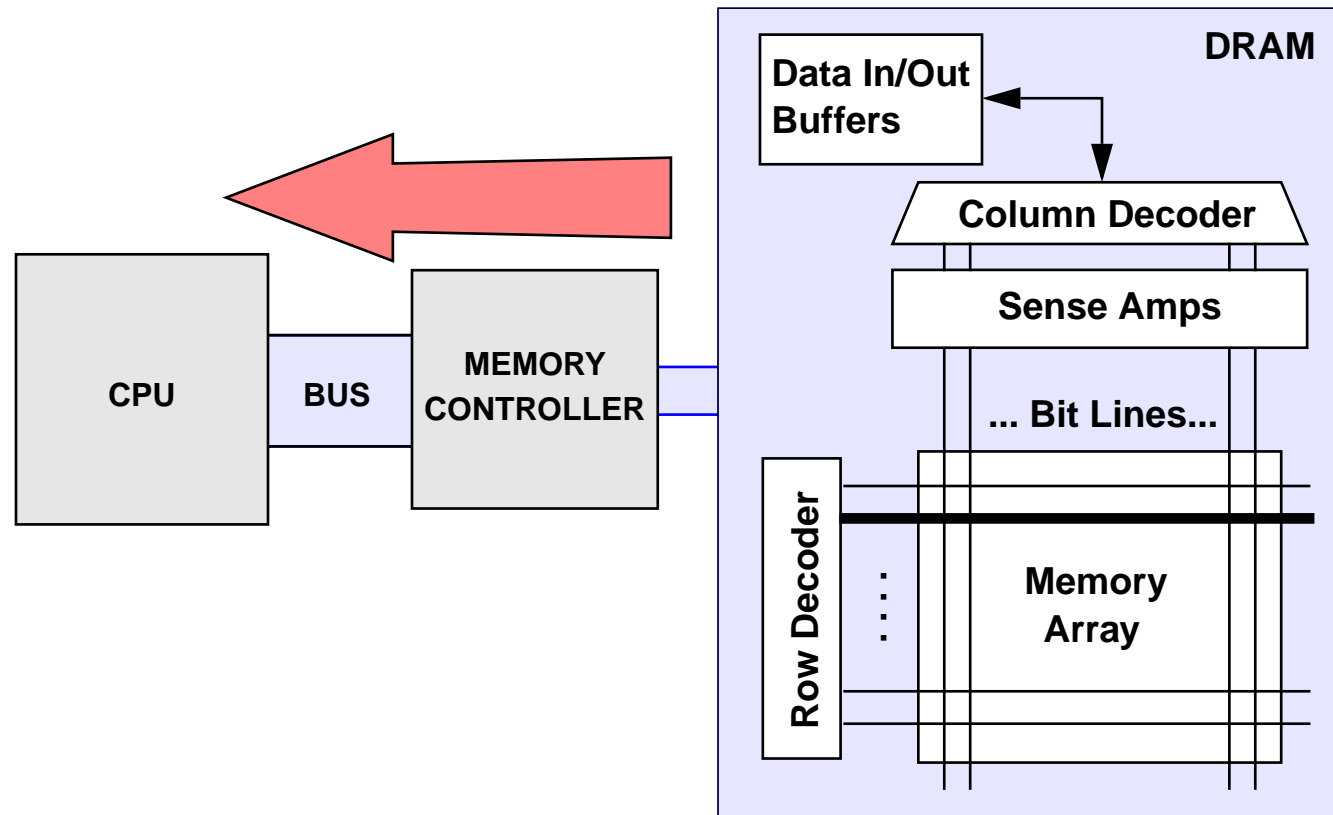 DRAM
Data In/Out
Buffers
Column Decoder
Sense Amps
... Bit Lines...
CPU
BUS
MEMORY
CONTROLLER
Row Decoder
. . . .
Memory
Array